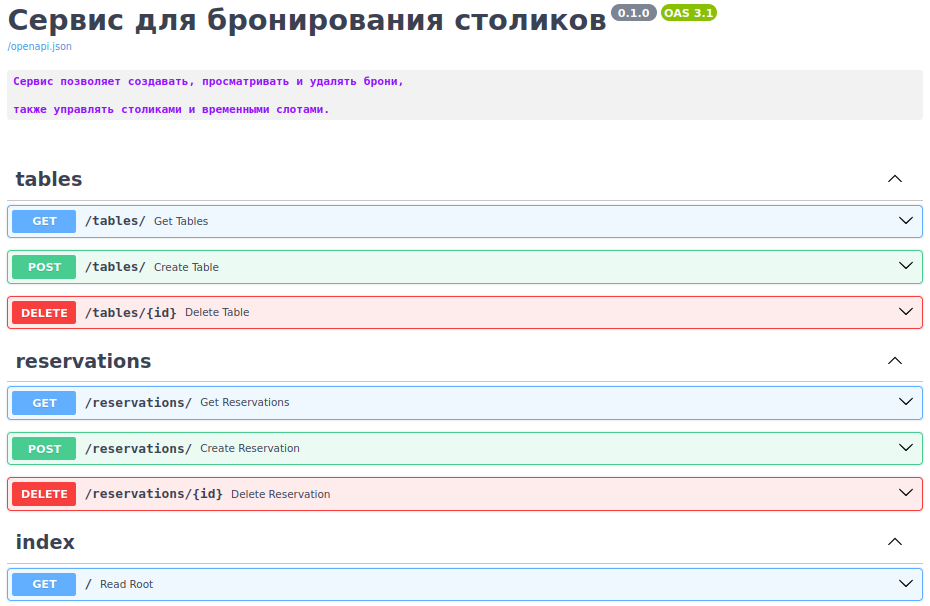 Сервис для бронирования столиков 0.1.0 OAS 3.1
/openapi.json
Сервис позволяет создавать, просматривать и удалять брони,
также управлять столиками и временными слотами.
tables
GET /tables/ Get Tables
POST /tables/ Create Table
DELETE /tables/{id} Delete Table
reservations
GET /reservations/ Get Reservations
POST /reservations/ Create Reservation
DELETE /reservations/{id} Delete Reservation
index
GET / Read Root